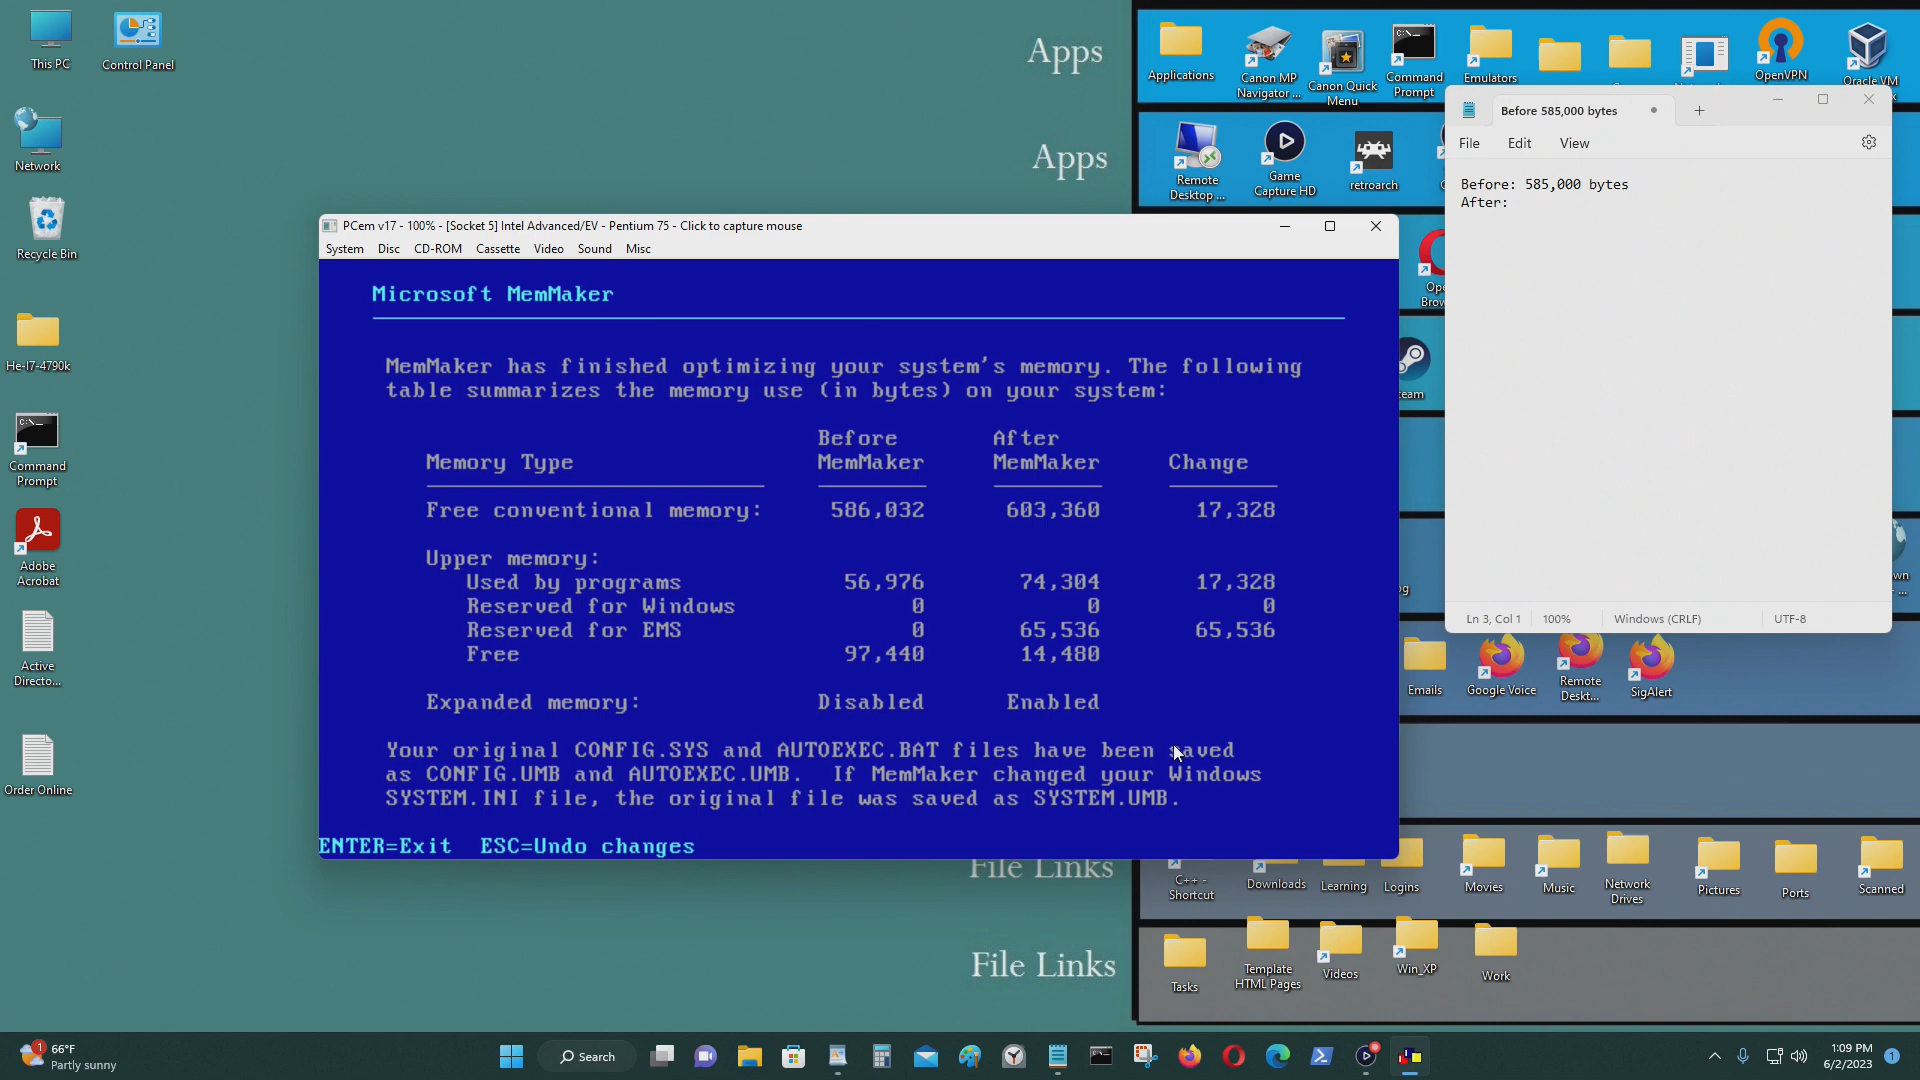 This PC
Control Panel
Network
Recycle Bin
He-I7-4790k
Command
Prompt
Adobe
Acrobat
Active
Directo...
Order Online
Apps
Apps
File Links
File Links
Applications
Canon MP
Navigator ...
Canon Quick
Menu
Command
Prompt
Emulators
OpenVPN
Oracle VM
Remote
Desktop ...
Game
Capture HD
retroarch
Before 585,000 bytes
File Edit View
Before: 585,000 bytes
After:
Ln 3, Col 1 100% Windows (CRLF) UTF-8
PCem v17 - 100% - [Socket 5] Intel Advanced/EV - Pentium 75 - Click to capture mouse
System Disc CD-ROM Cassette Video Sound Misc
Microsoft MemMaker
MemMaker has finished optimizing your system's memory. The following
table summarizes the memory use (in bytes) on your system:
Before After
Memory Type MemMaker MemMaker Change
Free conventional memory: 586,032 603,360 17,328
Upper memory:
Used by programs 56,976 74,304 17,328
Reserved for Windows 0 0 0
Reserved for EMS 0 65,536 65,536
Free 97,440 14,480
Expanded memory: Disabled Enabled
Your original CONFIG.SYS and AUTOEXEC.BAT files have been saved
as CONFIG.UMB and AUTOEXEC.UMB. If MemMaker changed your Windows
SYSTEM.INI file, the original file was saved as SYSTEM.UMB.
ENTER=Exit ESC=Undo changes
Emails
Google Voice
Remote
Deskt...
SigAlert
C++ -
Shortcut
Downloads
Learning
Logins
Movies
Music
Network
Drives
Pictures
Ports
Scanned
Tasks
Template
HTML Pages
Videos
Win_XP
Work
1
66°F
Partly sunny
Search
1:09 PM
6/2/2023
1